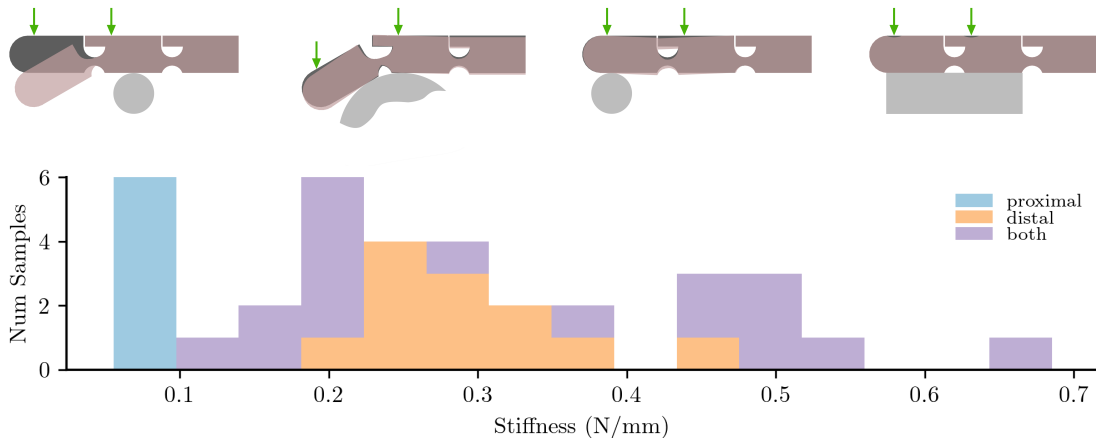 6
4
2
0
Num Samples
proximal
distal
both
0.1 0.2 0.3 0.4 0.5 0.6 0.7
Stiffness (N/mm)